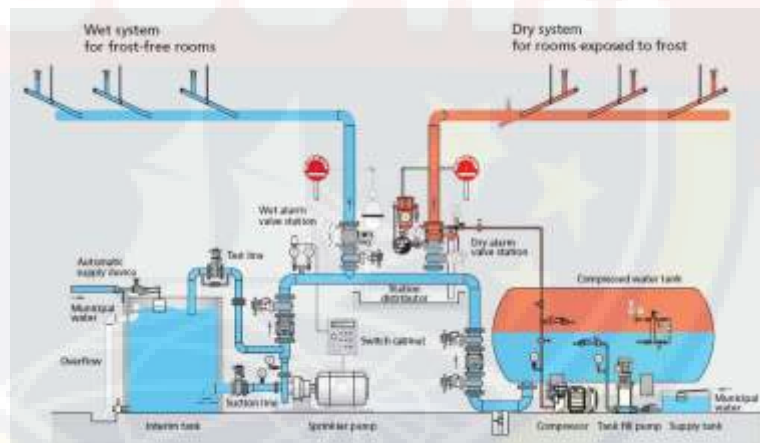 Wet system
for frost-free rooms
Dry system
for rooms exposed to frost
Wet alarm
valve station
Test line
Dry alarm
valve station
Automatic
supply device
Compressed water tank
Station
distributor
Municipal
water
Switch cabinet
Overflow
Suction line
Municipal
water
Interim tank
Sprinkler pump
Compressor
Tank fill pump
Supply tank